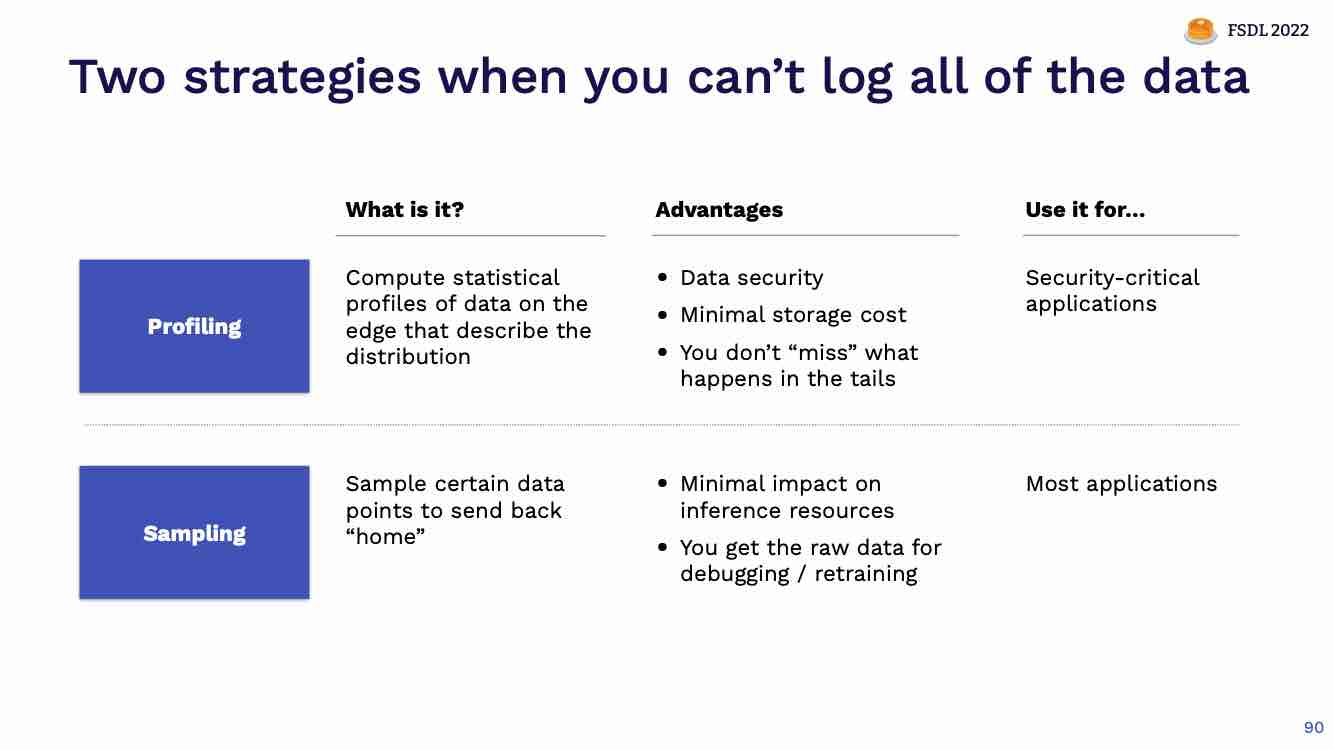 FSDL 2022
Two strategies when you can’t log all of the data
What is it?
Advantages
Use it for...
Profiling
Compute statistical
profiles of data on the
edge that describe the
distribution
• Data security
• Minimal storage cost
• You don’t “miss” what
happens in the tails
Security-critical
applications
Sampling
Sample certain data
points to send back
“home”
• Minimal impact on
inference resources
• You get the raw data for
debugging / retraining
Most applications
90